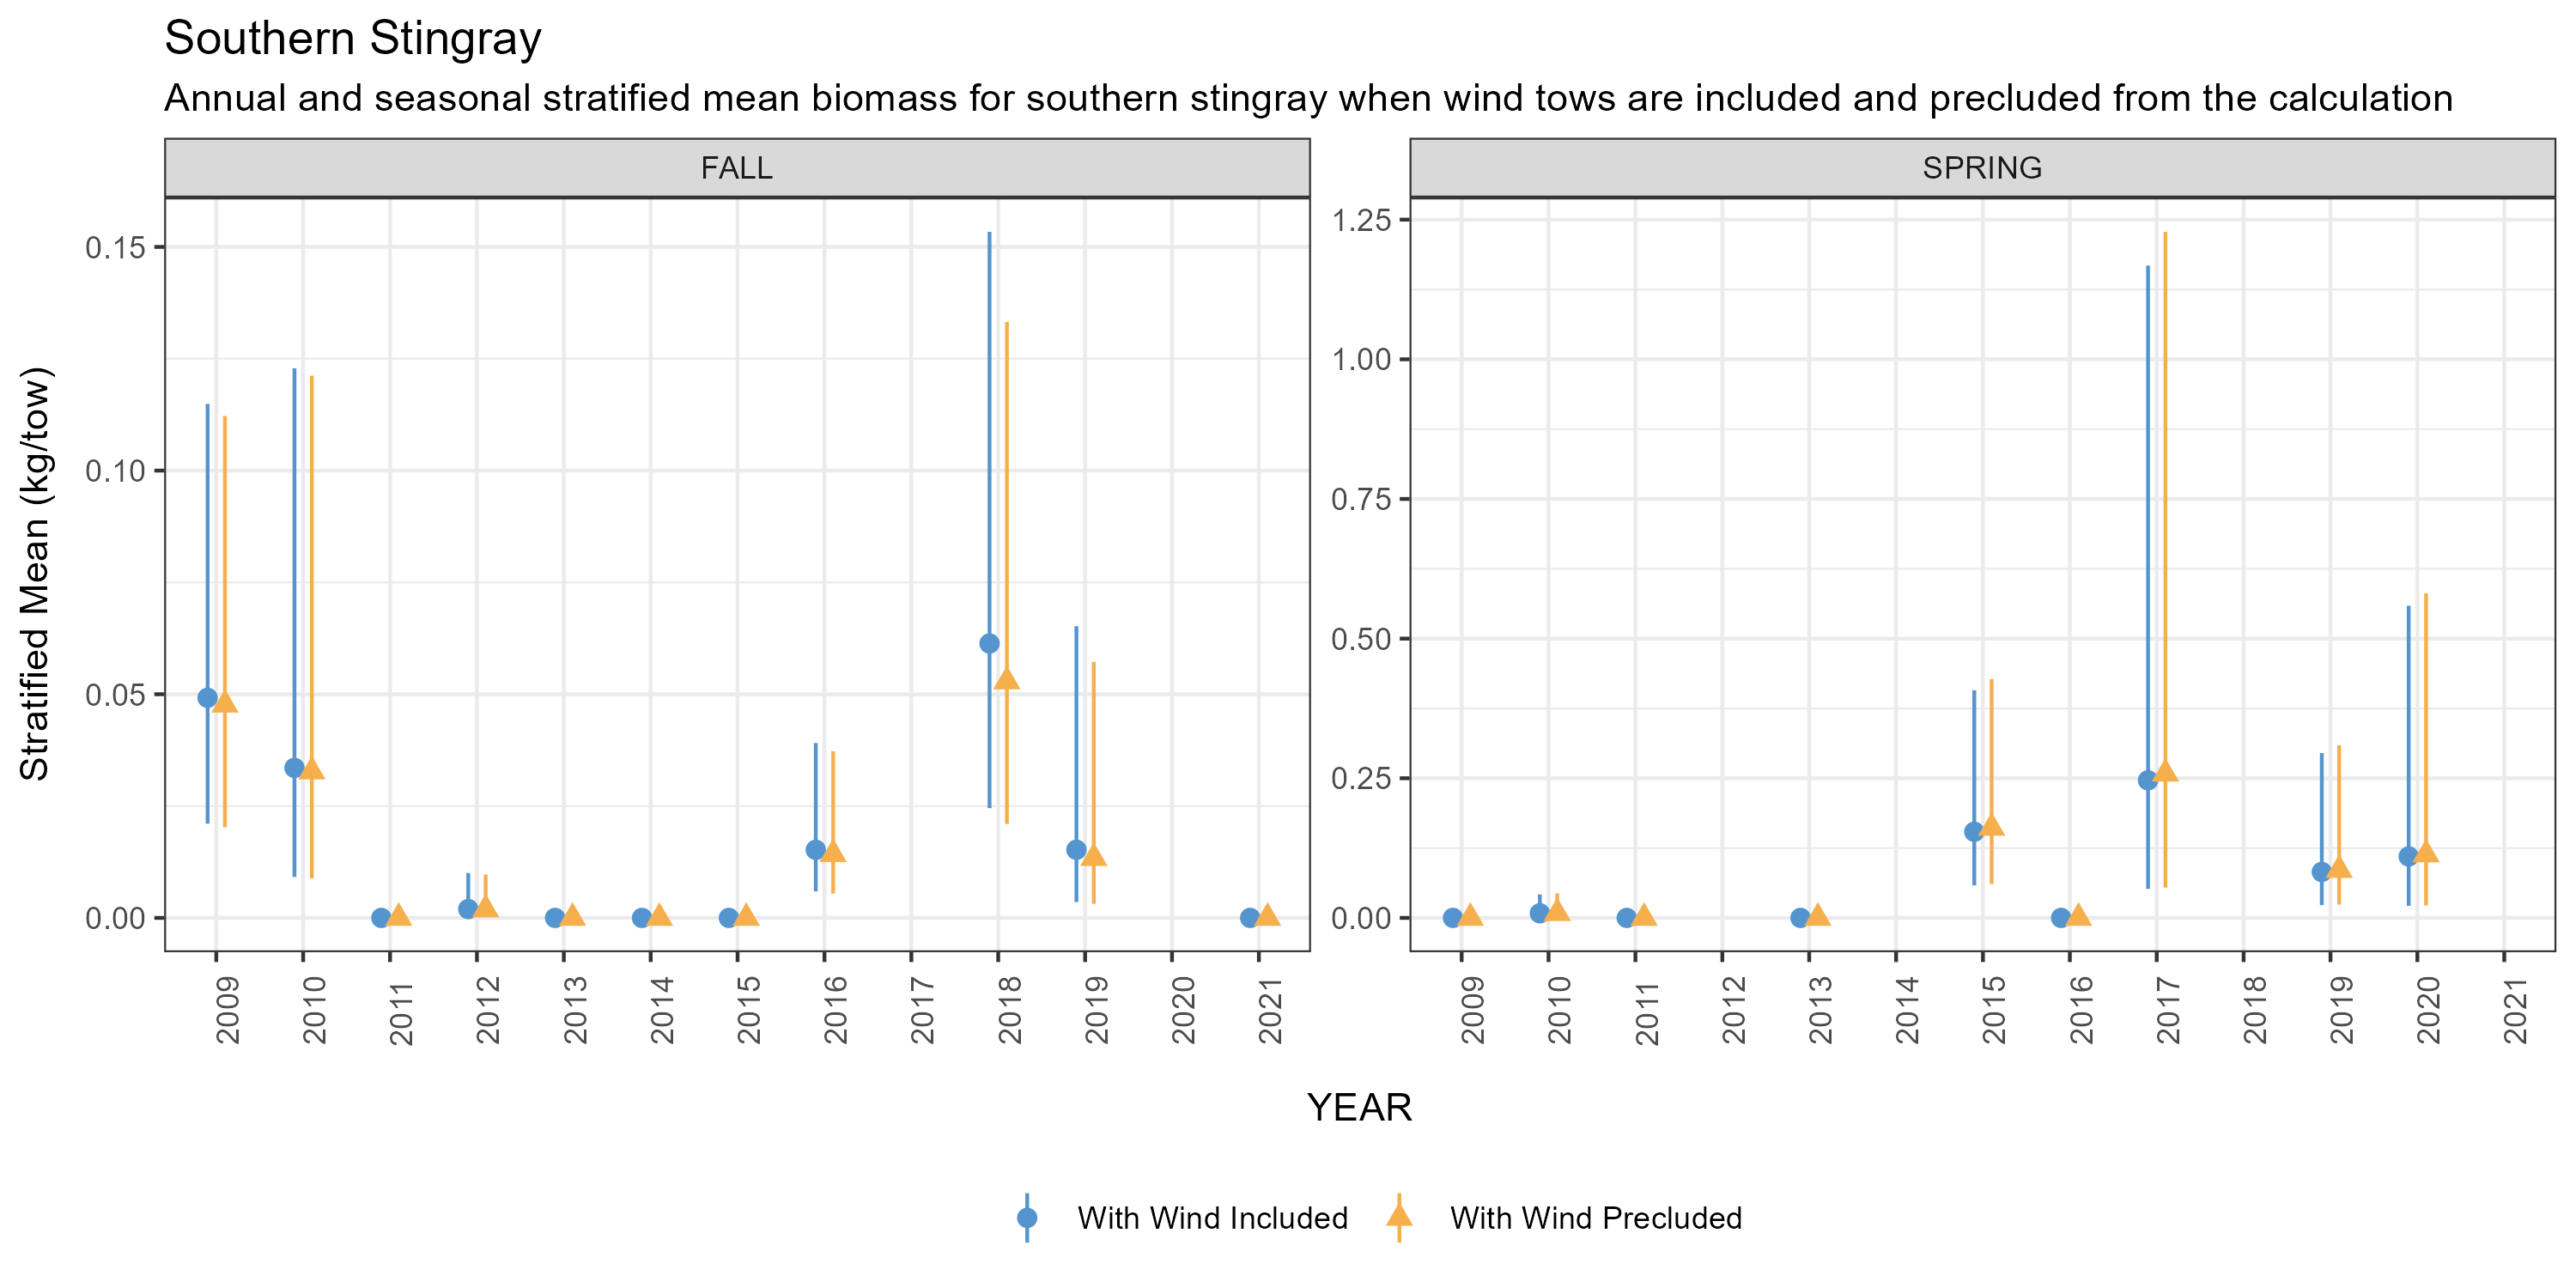 Southern Stingray
Annual and seasonal stratified mean biomass for southern stingray when wind tows are included and precluded from the calculation
FALL
SPRING
Stratified Mean (kg/tow)
0.15
0.10
0.05
0.00
1.25
1.00
0.75
0.50
0.25
0.00
2009 2010 2011 2012 2013 2014 2015 2016 2017 2018 2019 2020 2021
2009 2010 2011 2012 2013 2014 2015 2016 2017 2018 2019 2020 2021
YEAR
With Wind Included
With Wind Precluded